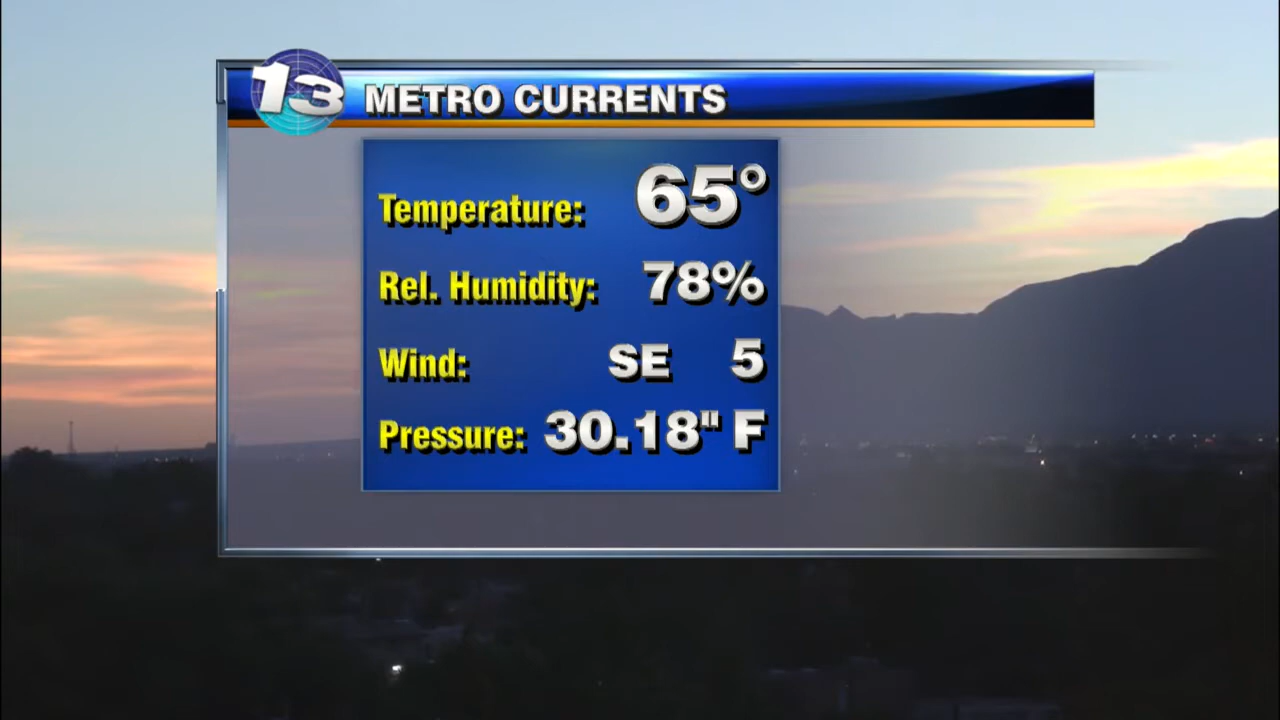 13 METRO CURRENTS
Temperature: 65°
Rel. Humidity: 78%
Wind: SE 5
Pressure: 30.18" F